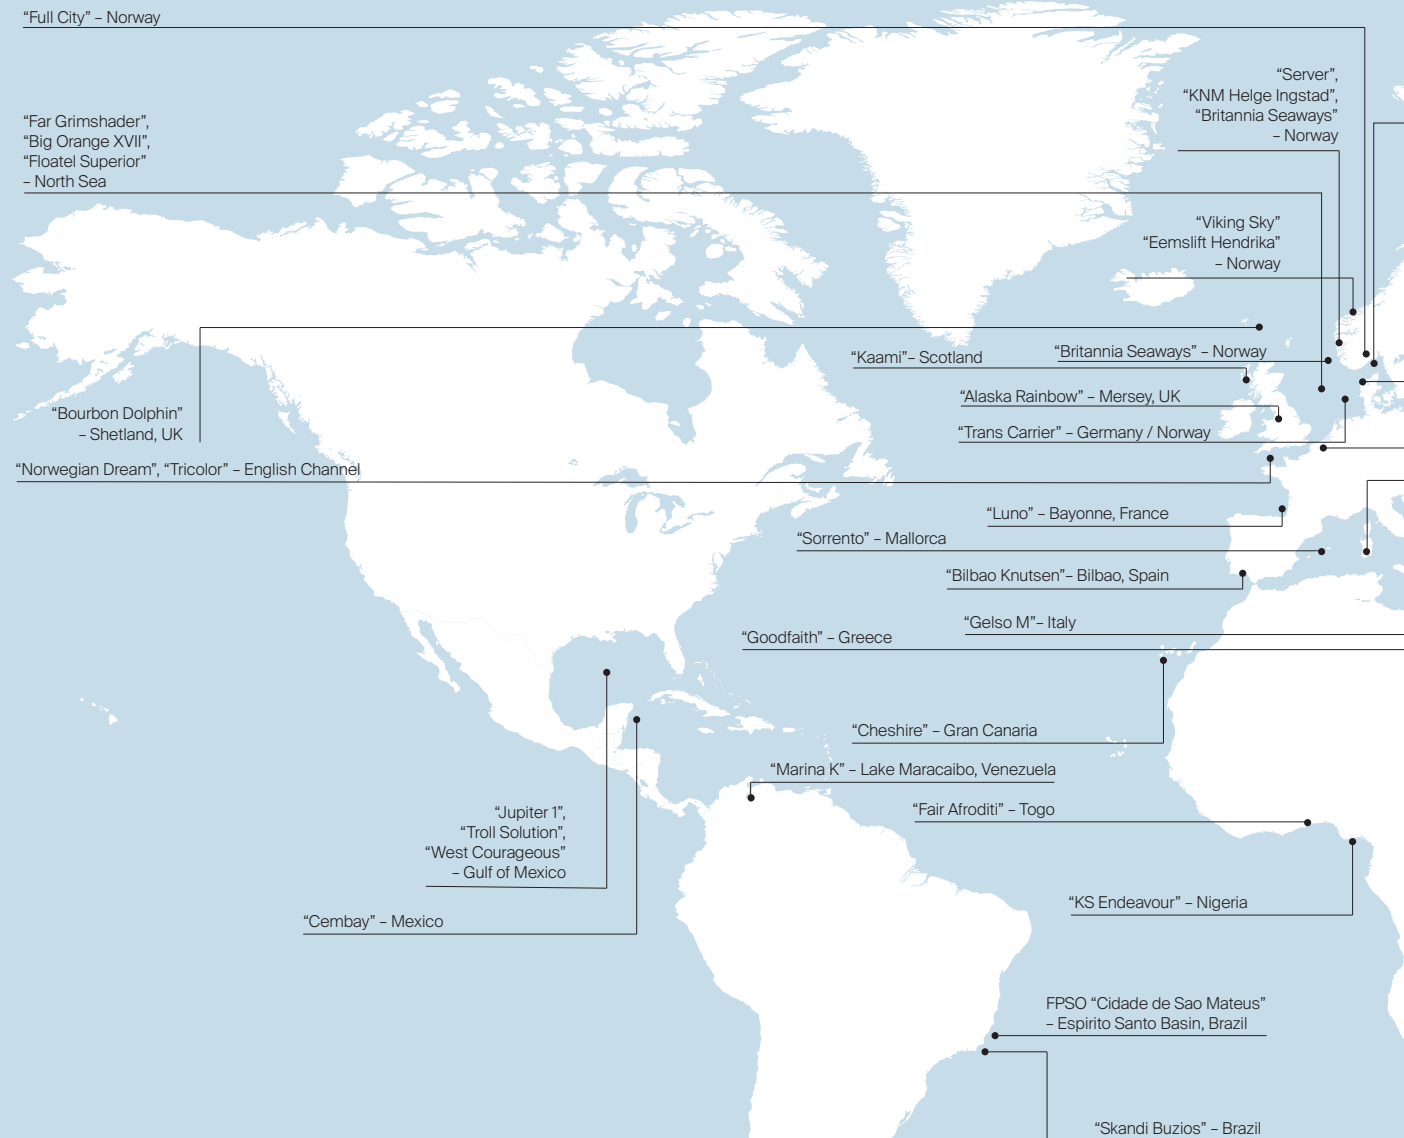 “Full City” – Norway
“Server”,
“KNM Helge Ingstad”,
“Britannia Seaways”
– Norway
“Far Grimshader”,
“Big Orange XVII”,
“Floatel Superior”
– North Sea
“Viking Sky”
“Eemslift Hendrika”
– Norway
“Kaami”– Scotland
“Britannia Seaways” – Norway
“Alaska Rainbow” – Mersey, UK
“Bourbon Dolphin”
– Shetland, UK
“Trans Carrier” – Germany / Norway
“Norwegian Dream”, “Tricolor” – English Channel
“Luno” – Bayonne, France
“Sorrento” – Mallorca
“Bilbao Knutsen”– Bilbao, Spain
“Gelso M”– Italy
“Goodfaith” – Greece
“Cheshire” – Gran Canaria
“Marina K” – Lake Maracaibo, Venezuela
“Fair Afroditi” – Togo
“Jupiter 1”,
“Troll Solution”,
“West Courageous”
– Gulf of Mexico
“KS Endeavour” – Nigeria
“Cembay” – Mexico
FPSO “Cidade de Sao Mateus”
– Espirito Santo Basin, Brazil
“Skandi Buzios” – Brazil